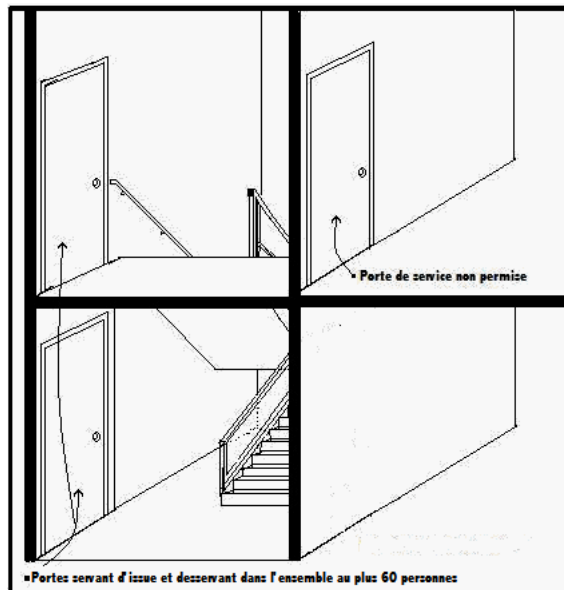 ▪ Porte de service non permise
▪Portes servant d'issue et desservant dans l'ensemble au plus 60 personnes